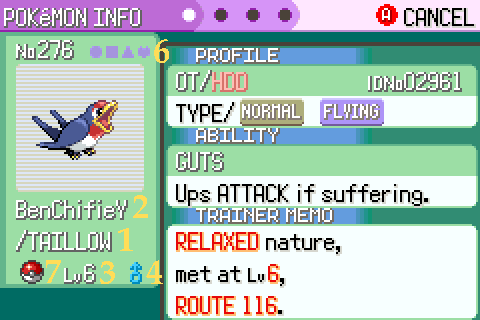 POKéMON INFO
A CANCEL
No276 6
PROFILE
OT/HDD IDNo02961
TYPE/ NORMAL FLYING
ABILITY
GUTS
Ups ATTACK if suffering.
BenChifieY 2
/TAILLOW 1
7 Lv6 3 4
TRAINER MEMO
RELAXED nature,
met at Lv6,
ROUTE 116.